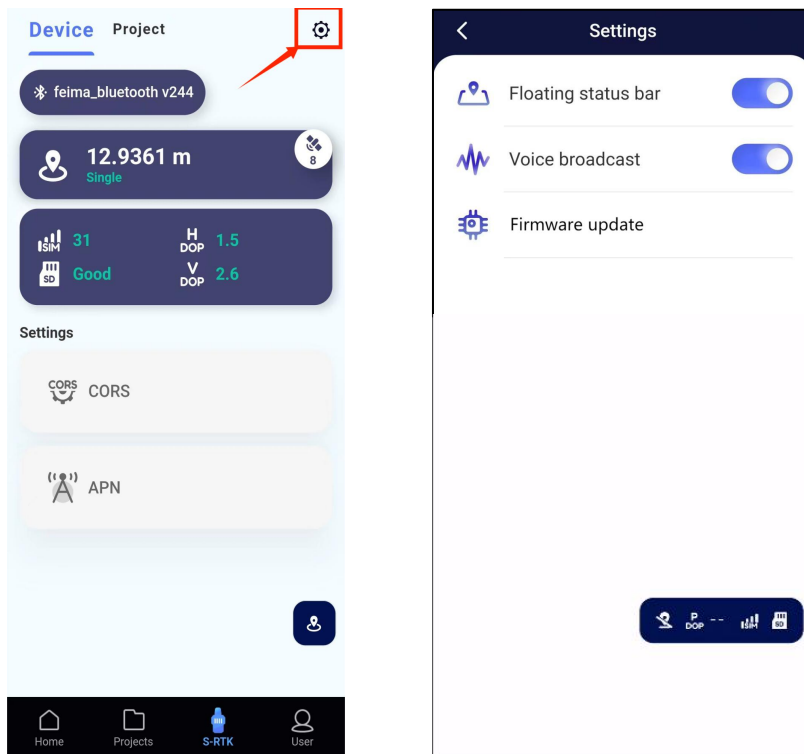 Device Project
feima_bluetooth v244
12.9361 m
Single
8
SIM 31
H DOP 1.5
SD Good
V DOP 2.6
Settings
CORS CORS
APN
Home Projects S-RTK User
Settings
Floating status bar
Voice broadcast
Firmware update
P DOP -- SIM SD